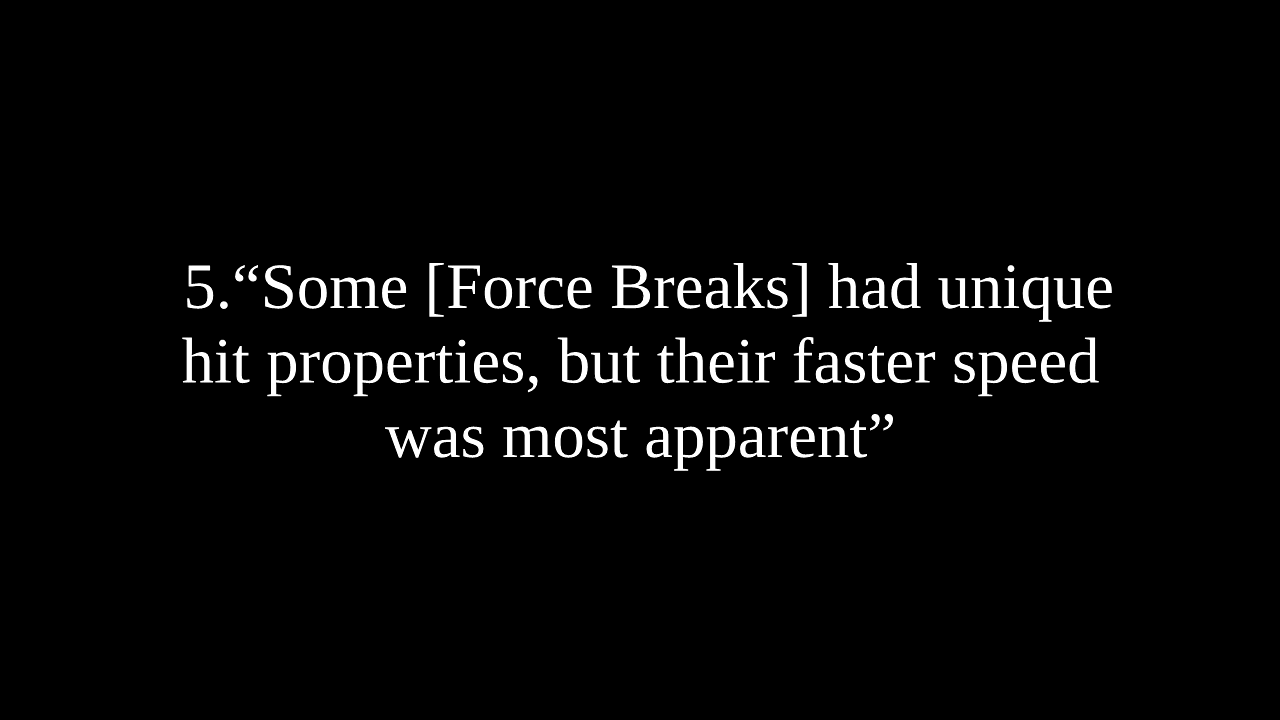 5.“Some [Force Breaks] had unique
hit properties, but their faster speed
was most apparent”